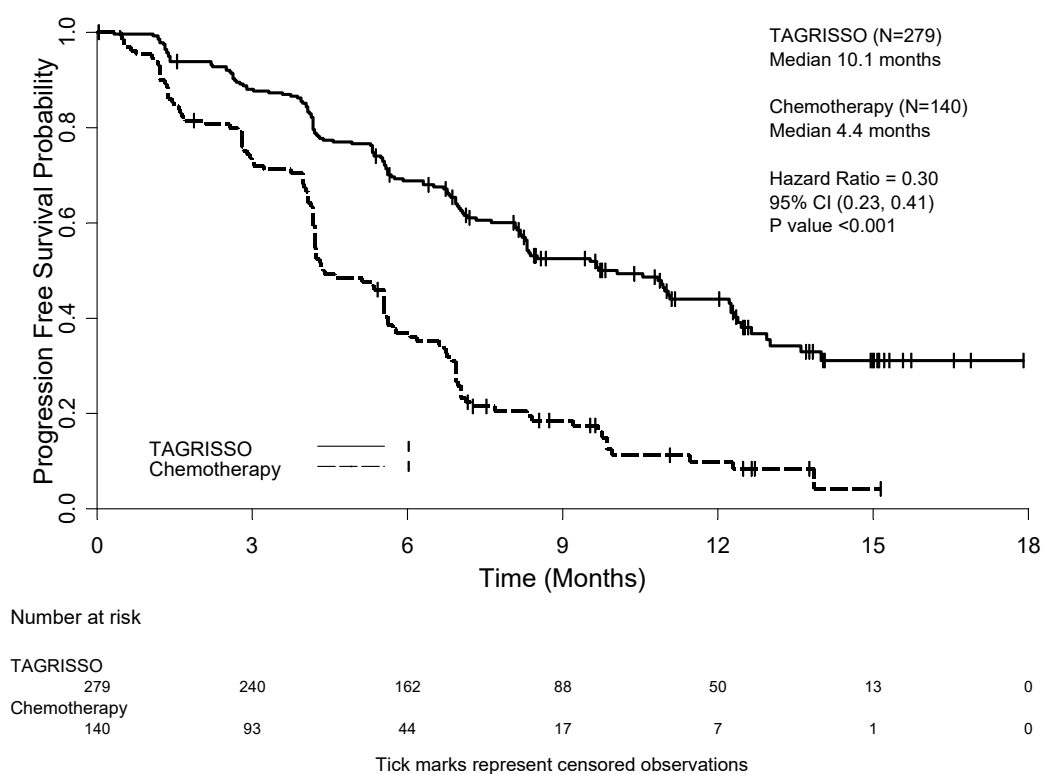 TAGRISSO (N=279)
Median 10.1 months
Chemotherapy (N=140)
Median 4.4 months
Hazard Ratio = 0.30
95% CI (0.23, 0.41)
P value <0.001
Progression Free Survival Probability
1.0
0.8
0.6
0.4
0.2
0.0
TAGRISSO
Chemotherapy
0 3 6 9 12 15 18
Time (Months)
Number at risk
TAGRISSO
279 240 162 88 50 13 0
Chemotherapy
140 93 44 17 7 1 0
Tick marks represent censored observations